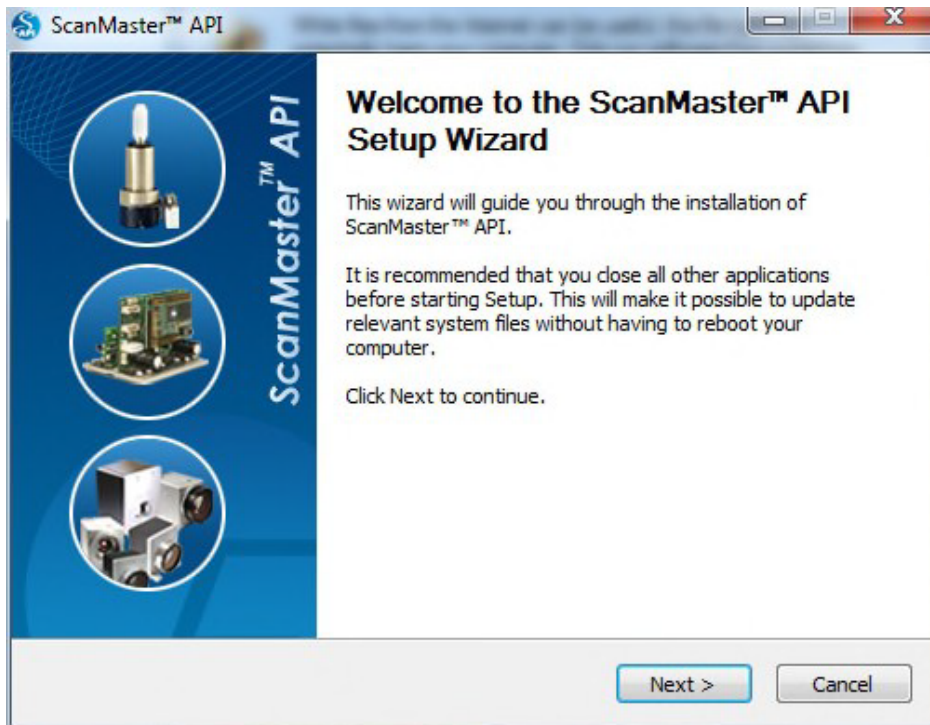 ScanMaster™ API
ScanMaster™ API
Welcome to the ScanMaster™ API
Setup Wizard
This wizard will guide you through the installation of
ScanMaster™ API.
It is recommended that you close all other applications
before starting Setup. This will make it possible to update
relevant system files without having to reboot your
computer.
Click Next to continue.
Next >
Cancel